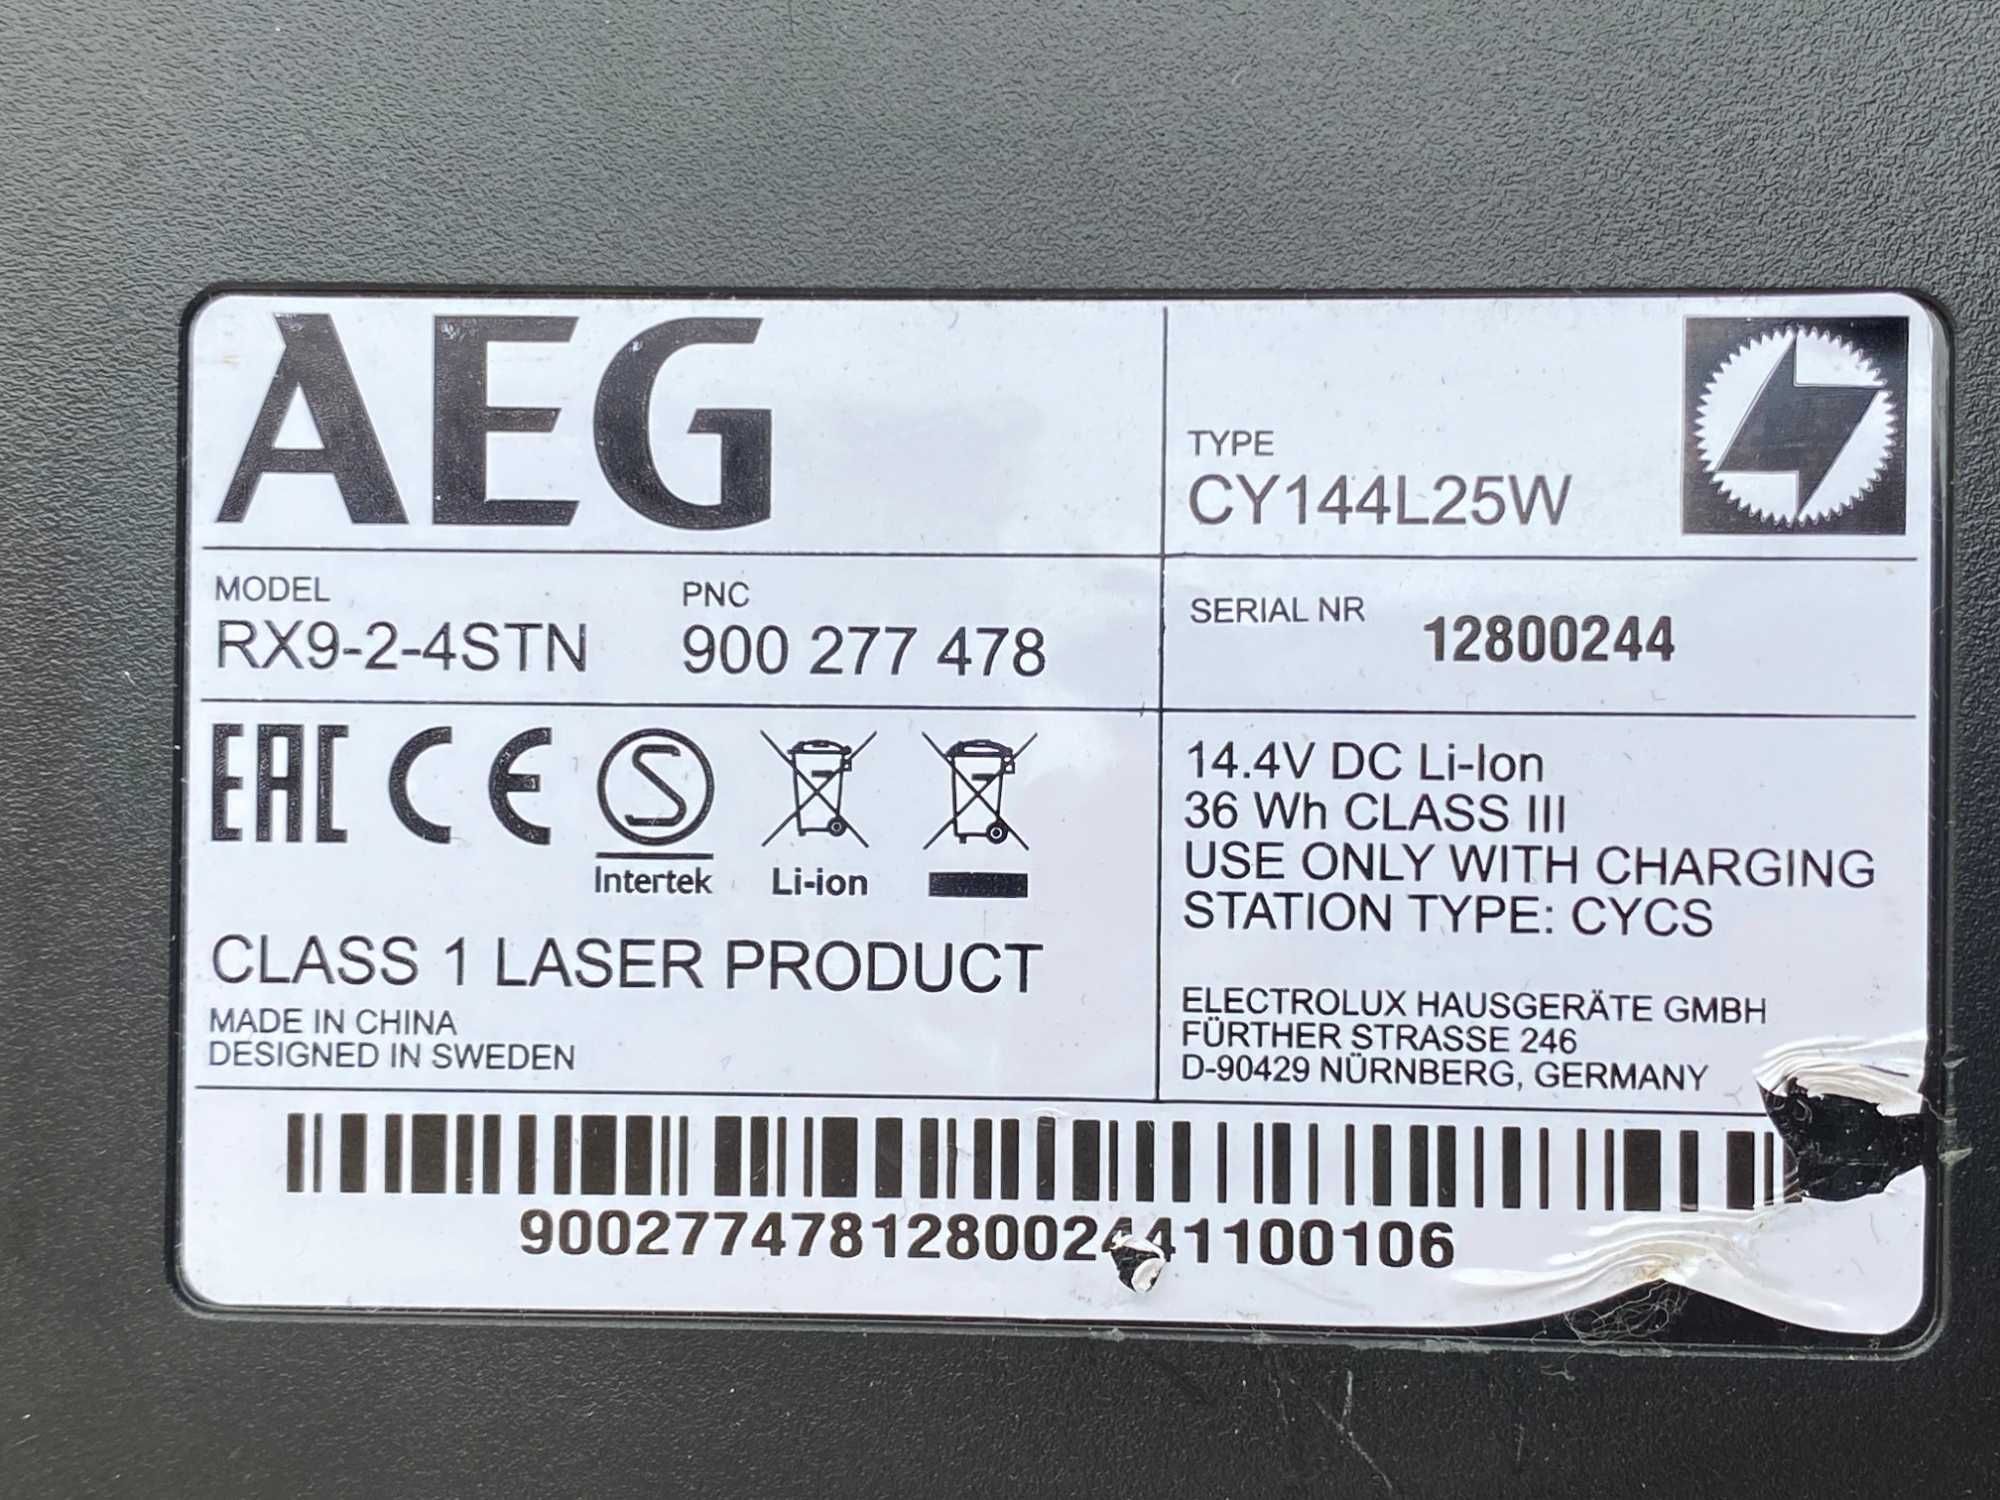 AEG
TYPE
CY144L25W
MODEL
RX9-2-4STN
PNC
900 277 478
SERIAL NR
12800244
EAC CE S
Intertek
Li-ion
CLASS 1 LASER PRODUCT
MADE IN CHINA
DESIGNED IN SWEDEN
14.4V DC Li-Ion
36 Wh CLASS III
USE ONLY WITH CHARGING
STATION TYPE: CYCS
ELECTROLUX HAUSGERÄTE GMBH
FÜRTHER STRASSE 246
D-90429 NÜRNBERG, GERMANY
900277478128002441100106